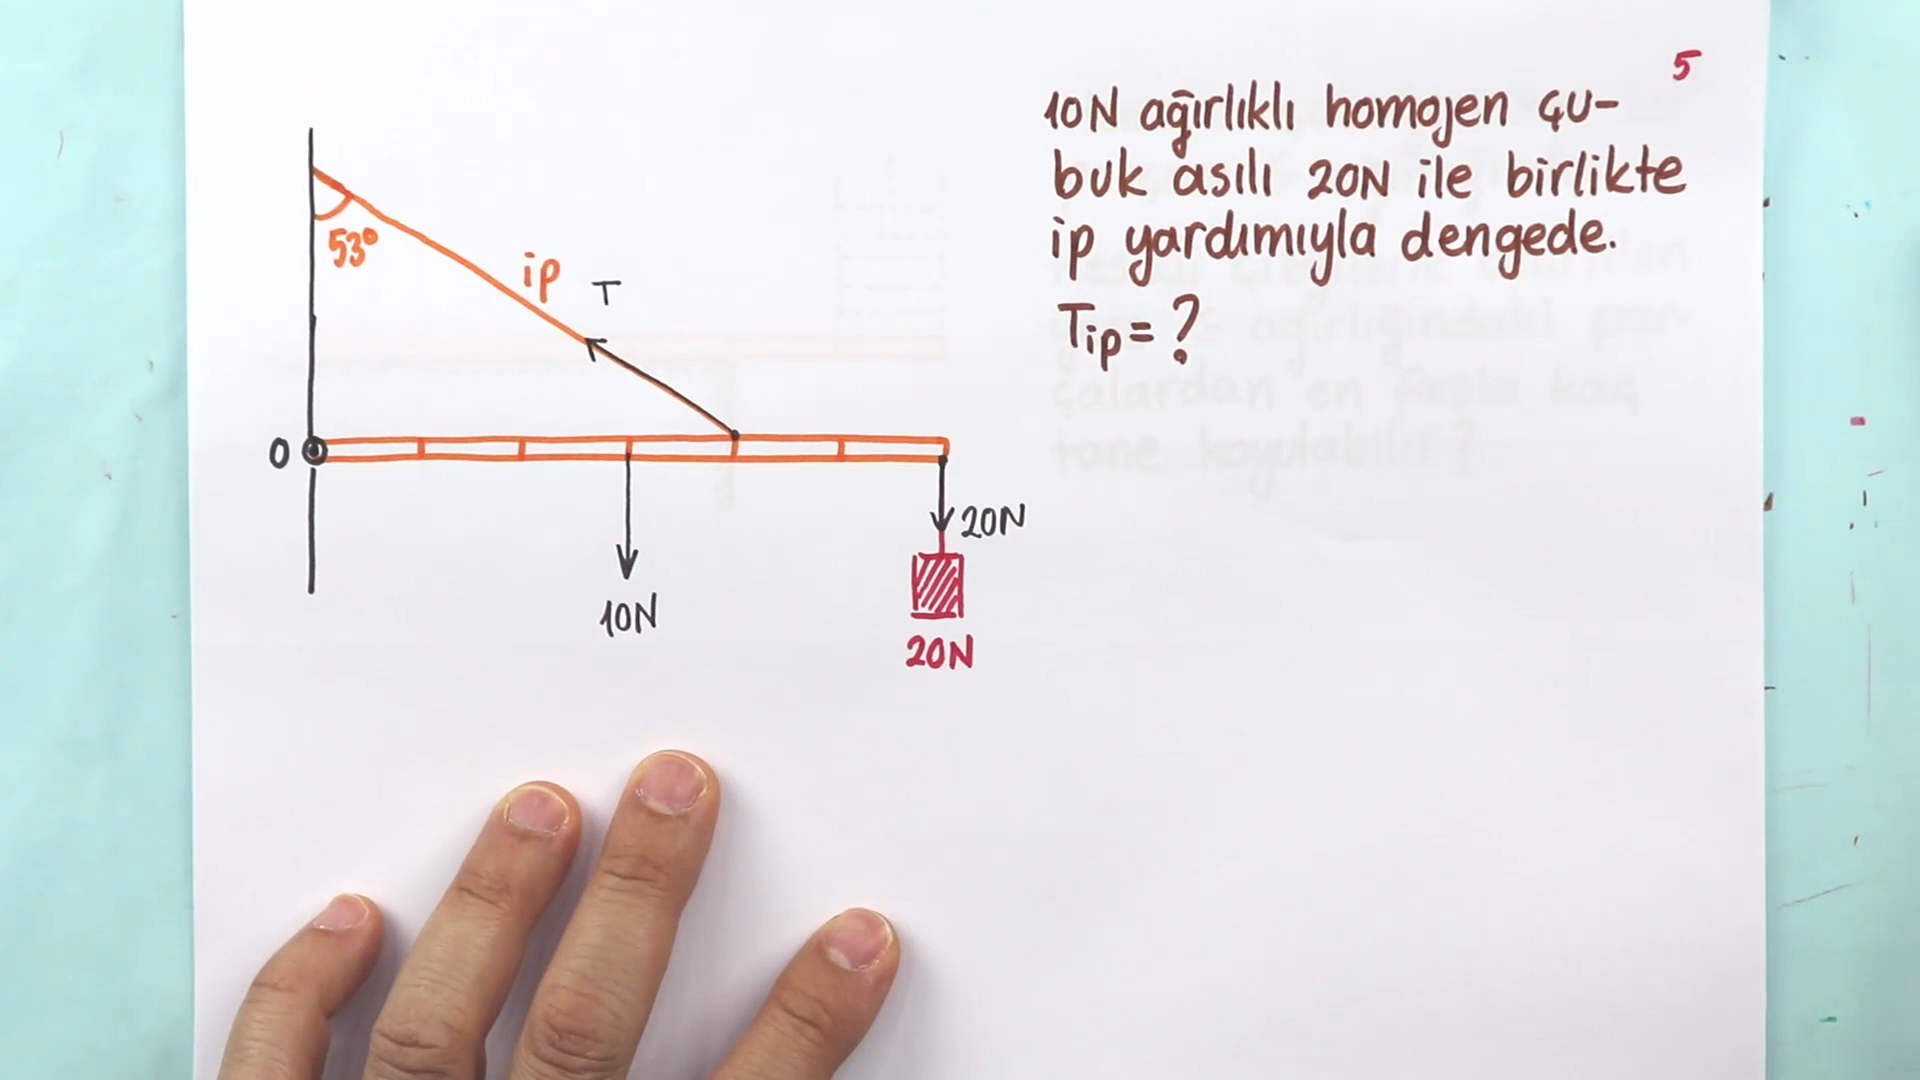 5
10N ağırlıklı homojen çu-
buk asılı 20N ile birlikte
ip yardımıyla dengede.
Tip = ?
53°
ip
T
O
20N
10N
20N